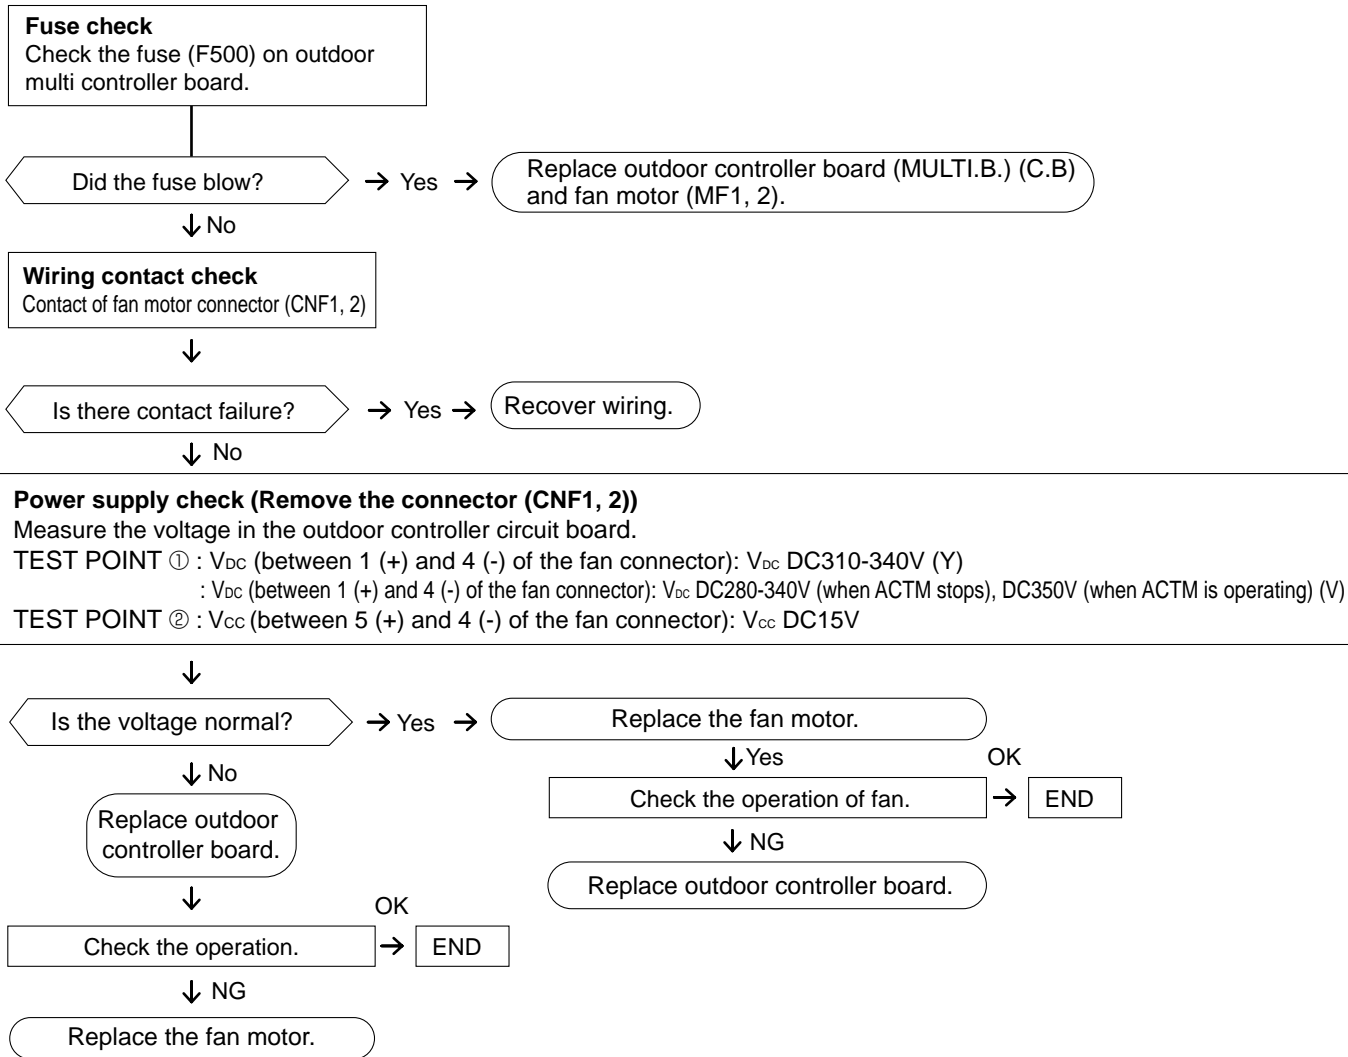 Fuse check
Check the fuse (F500) on outdoor
multi controller board.
Did the fuse blow?
Yes
Replace outdoor controller board (MULTI.B.) (C.B)
and fan motor (MF1, 2).
No
Wiring contact check
Contact of fan motor connector (CNF1, 2)
Is there contact failure?
Yes
Recover wiring.
No
Power supply check (Remove the connector (CNF1, 2))
Measure the voltage in the outdoor controller circuit board.
TEST POINT ① : VDC (between 1 (+) and 4 (-) of the fan connector): VDC DC310-340V (Y)
: VDC (between 1 (+) and 4 (-) of the fan connector): VDC DC280-340V (when ACTM stops), DC350V (when ACTM is operating) (V)
TEST POINT ② : VCC (between 5 (+) and 4 (-) of the fan connector): VCC DC15V
Is the voltage normal?
Yes
Replace the fan motor.
Yes
OK
Check the operation of fan.
END
NG
Replace outdoor controller board.
No
Replace outdoor
controller board.
OK
Check the operation.
END
NG
Replace the fan motor.